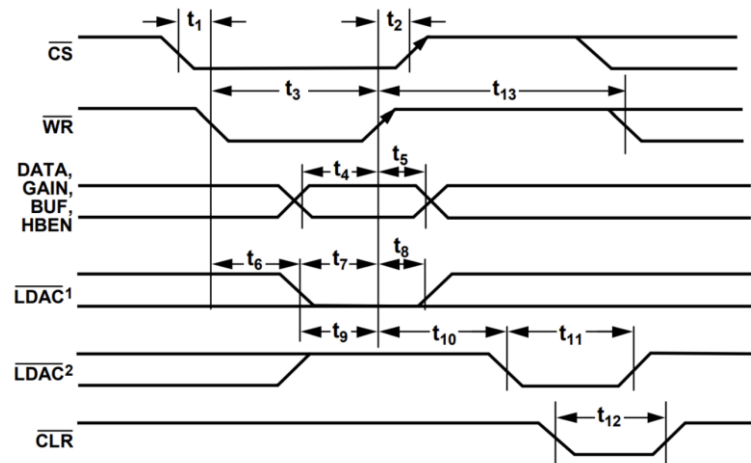 t1 t2
CS
t3 t13
WR
DATA,
GAIN,
BUF,
HBEN
t4 t5
t6 t7 t8
LDAC1
t9 t10 t11
LDAC2
t12
CLR